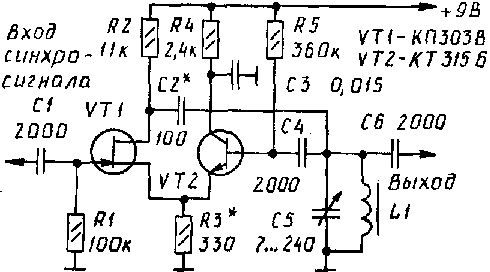 R2
11к
R4
2,4к
R5
360к
+9В
VT1-КП303В
VT2-КТ315Б
Вход
синхро-
сигнала
C2*
100
C3 0,015
C1
2000
VT1
VT2
C4
2000
C6 2000
Выход
L1
R1
100к
R3*
330
C5
7...240